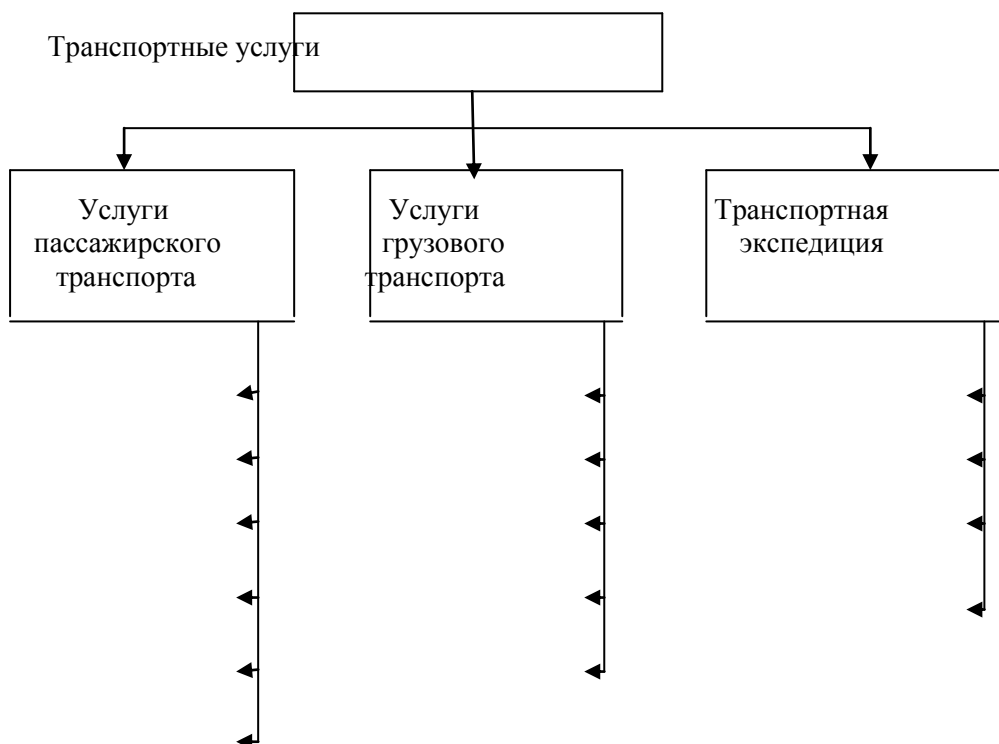 Транспортные услуги
Услуги
пассажирского
транспорта
Услуги
грузового
транспорта
Транспортная
экспедиция